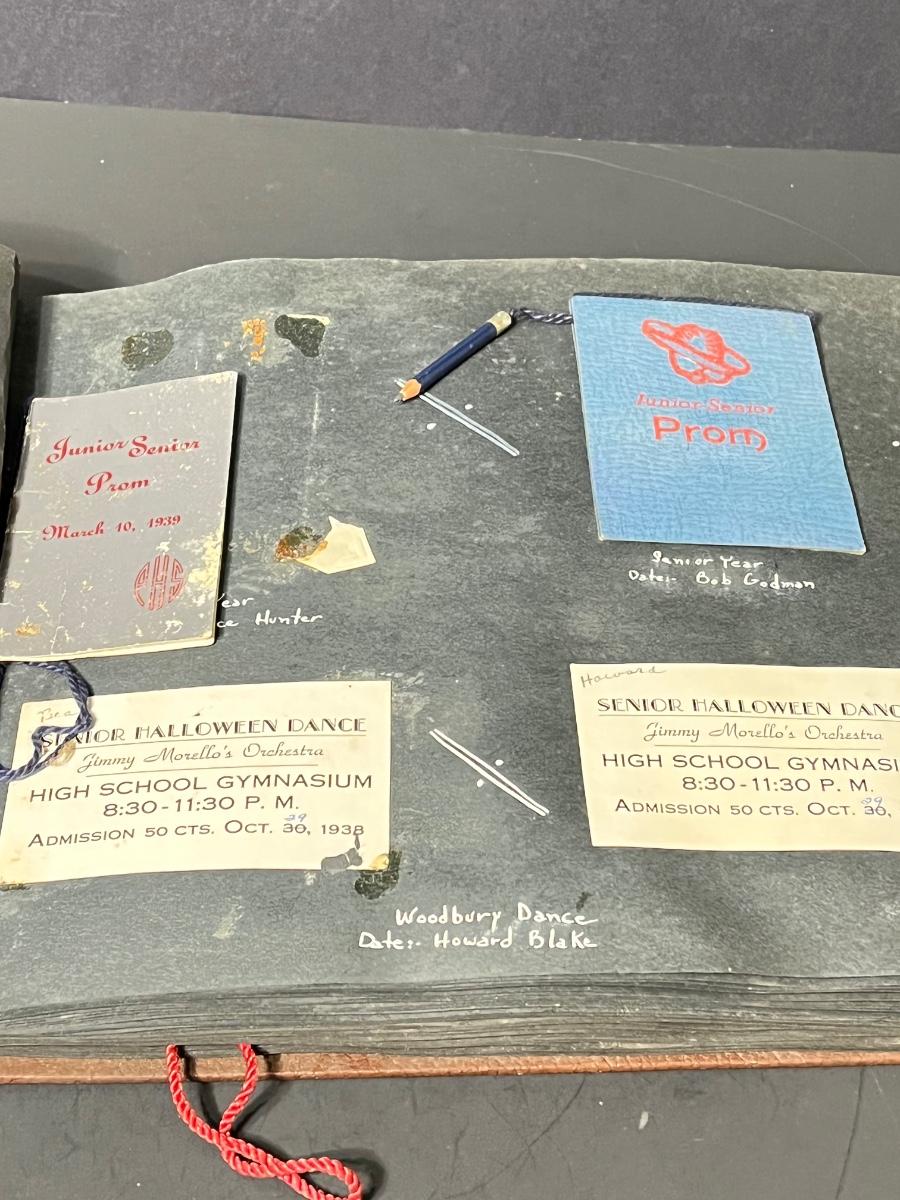 Junior Senior
Prom
March 10, 1939
Junior-Senior
Prom
Year
Date:- Bob Godman
ear
ce Hunter
Bea
SENIOR HALLOWEEN DANCE
Jimmy Morello's Orchestra
HIGH SCHOOL GYMNASIUM
8:30-11:30 P. M.
29
ADMISSION 50 CTS. OCT. 30, 1938
Howard
SENIOR HALLOWEEN DANC
Jimmy Morello's Orchestra
HIGH SCHOOL GYMNASI
8:30-11:30 P. M.
29
ADMISSION 50 CTS. OCT. 30,
Woodbury Dance
Date:- Howard Blake